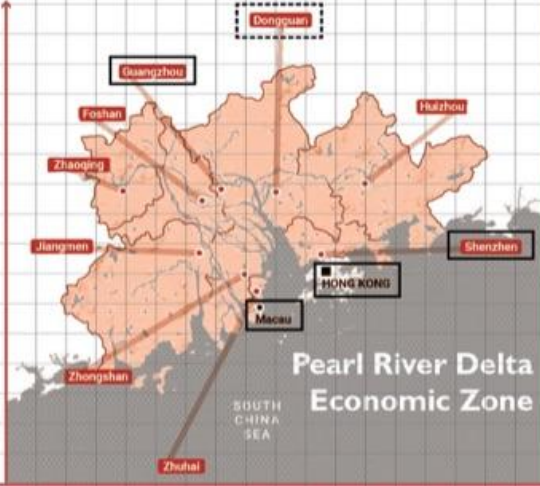 Dongguan
Guangzhou
Foshan
Huizhou
Zhaoqing
Jiangmen
Shenzhen
HONG KONG
Macau
Pearl River Delta
Economic Zone
Zhongshan
SOUTH
CHINA
SEA
Zhuhai